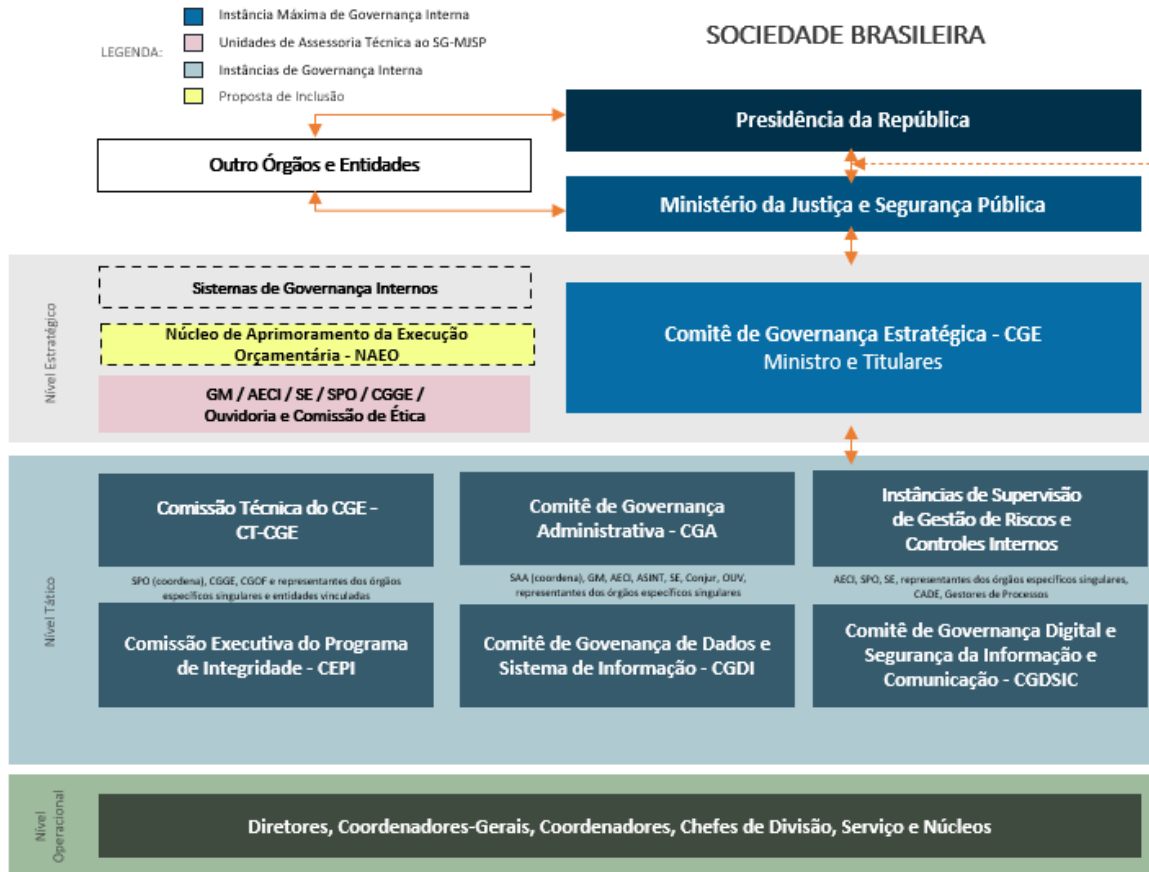 LEGENDA:
Instância Máxima de Governança Interna
Unidades de Assessoria Técnica ao SG-MJSP
Instâncias de Governança Interna
Proposta de Inclusão
SOCIEDADE BRASILEIRA
Presidência da República
Outro Órgãos e Entidades
Ministério da Justiça e Segurança Pública
Nível Estratégico
Sistemas de Governança Internos
Núcleo de Aprimoramento da Execução
Orçamentária - NAEO
GM / AECI / SE / SPO / CGGE /
Ouvidoria e Comissão de Ética
Comitê de Governança Estratégica - CGE
Ministro e Titulares
Nível Tático
Comissão Técnica do CGE -
CT-CGE
Comitê de Governança
Administrativa - CGA
Instâncias de Supervisão
de Gestão de Riscos e
Controles Internos
SPO (coordena), CGGE, CGOF e representantes dos órgãos
específicos singulares e entidades vinculadas
SAA (coordena), GM, AECI, ASINT, SE, Conjur, OUV,
representantes dos órgãos específicos singulares
AECI, SPO, SE, representantes dos órgãos específicos singulares,
CADE, Gestores de Processos
Comissão Executiva do Programa
de Integridade - CEPI
Comitê de Govenança de Dados e
Sistema de Informação - CGDI
Comitê de Governança Digital e
Segurança da Informação e
Comunicação - CGDSIC
Nível
Operacional
Diretores, Coordenadores-Gerais, Coordenadores, Chefes de Divisão, Serviço e Núcleos